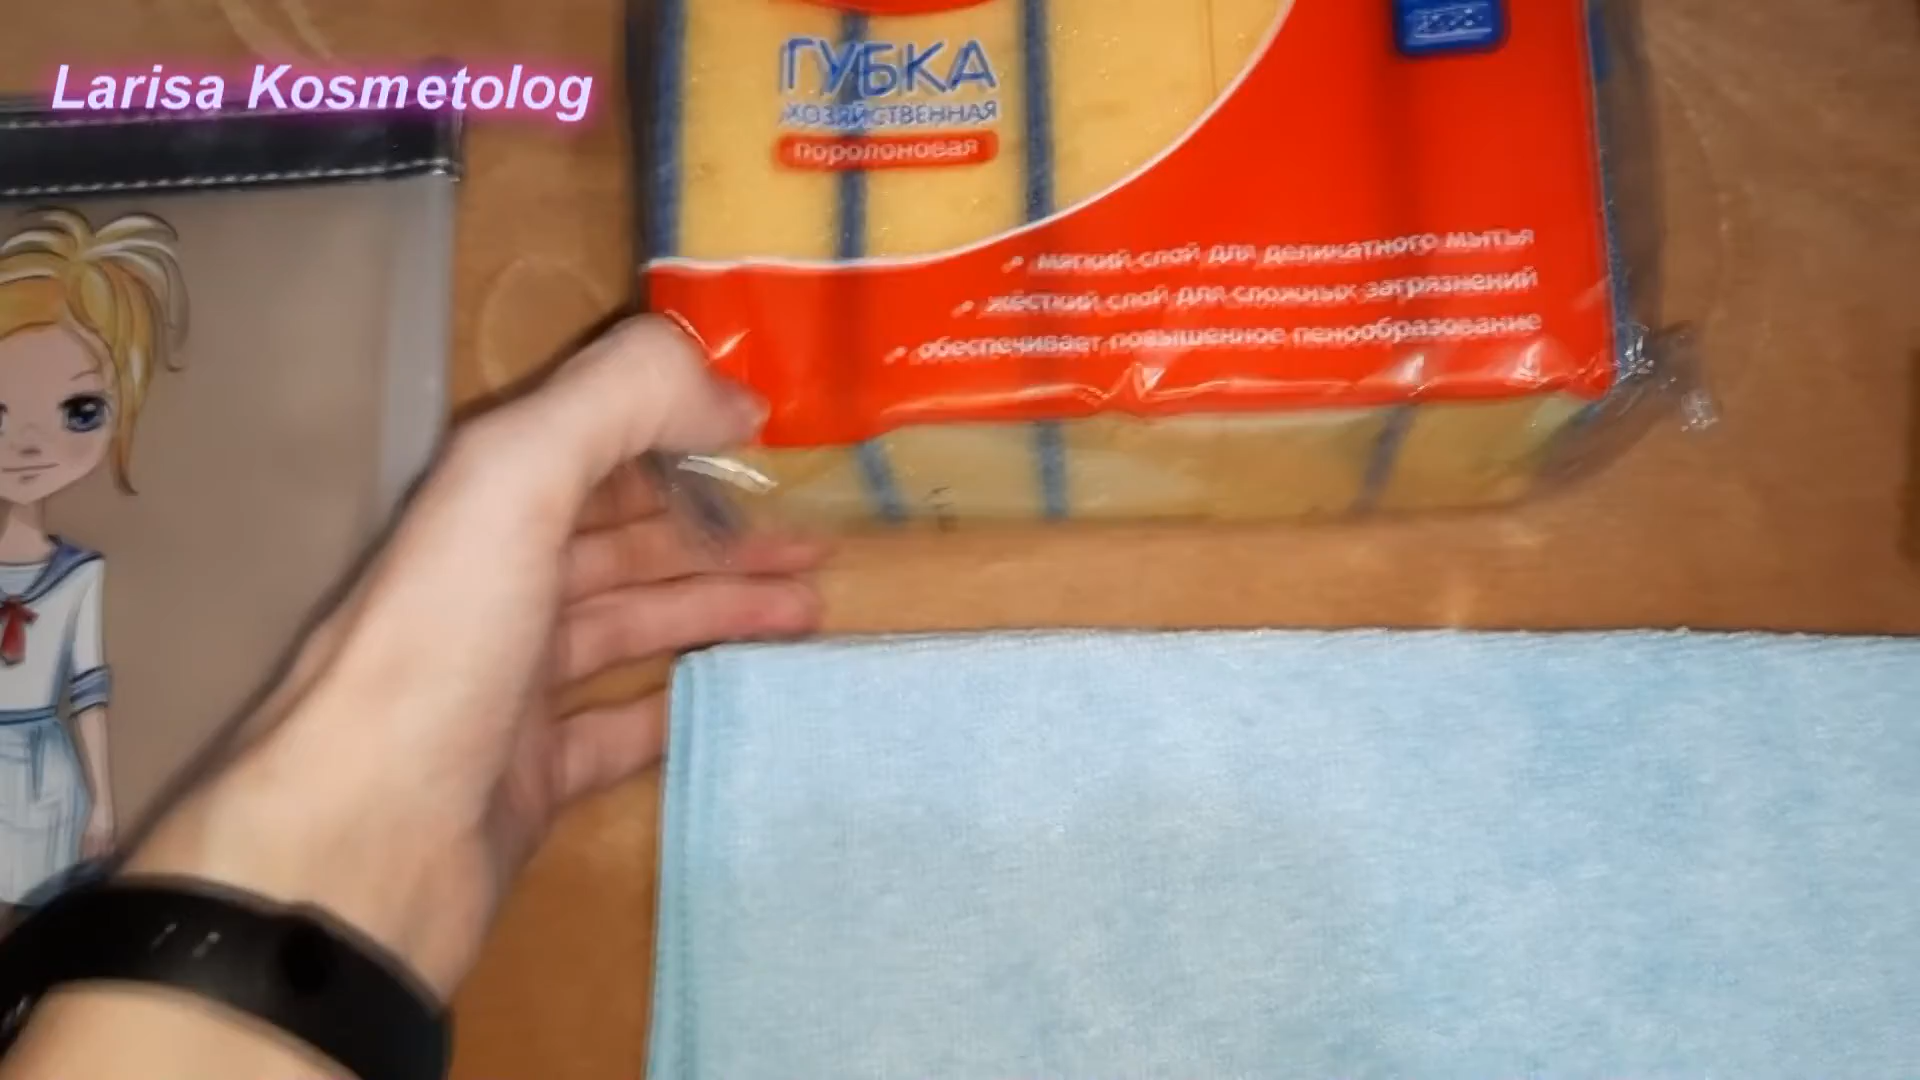 Larisa Kosmetolog
ГУБКА
ХОЗЯЙСТВЕННАЯ
поролоновая
• мягкий слой для деликатного мытья
• жёсткий слой для сложных загрязнений
• обеспечивает повышенное пенообразование